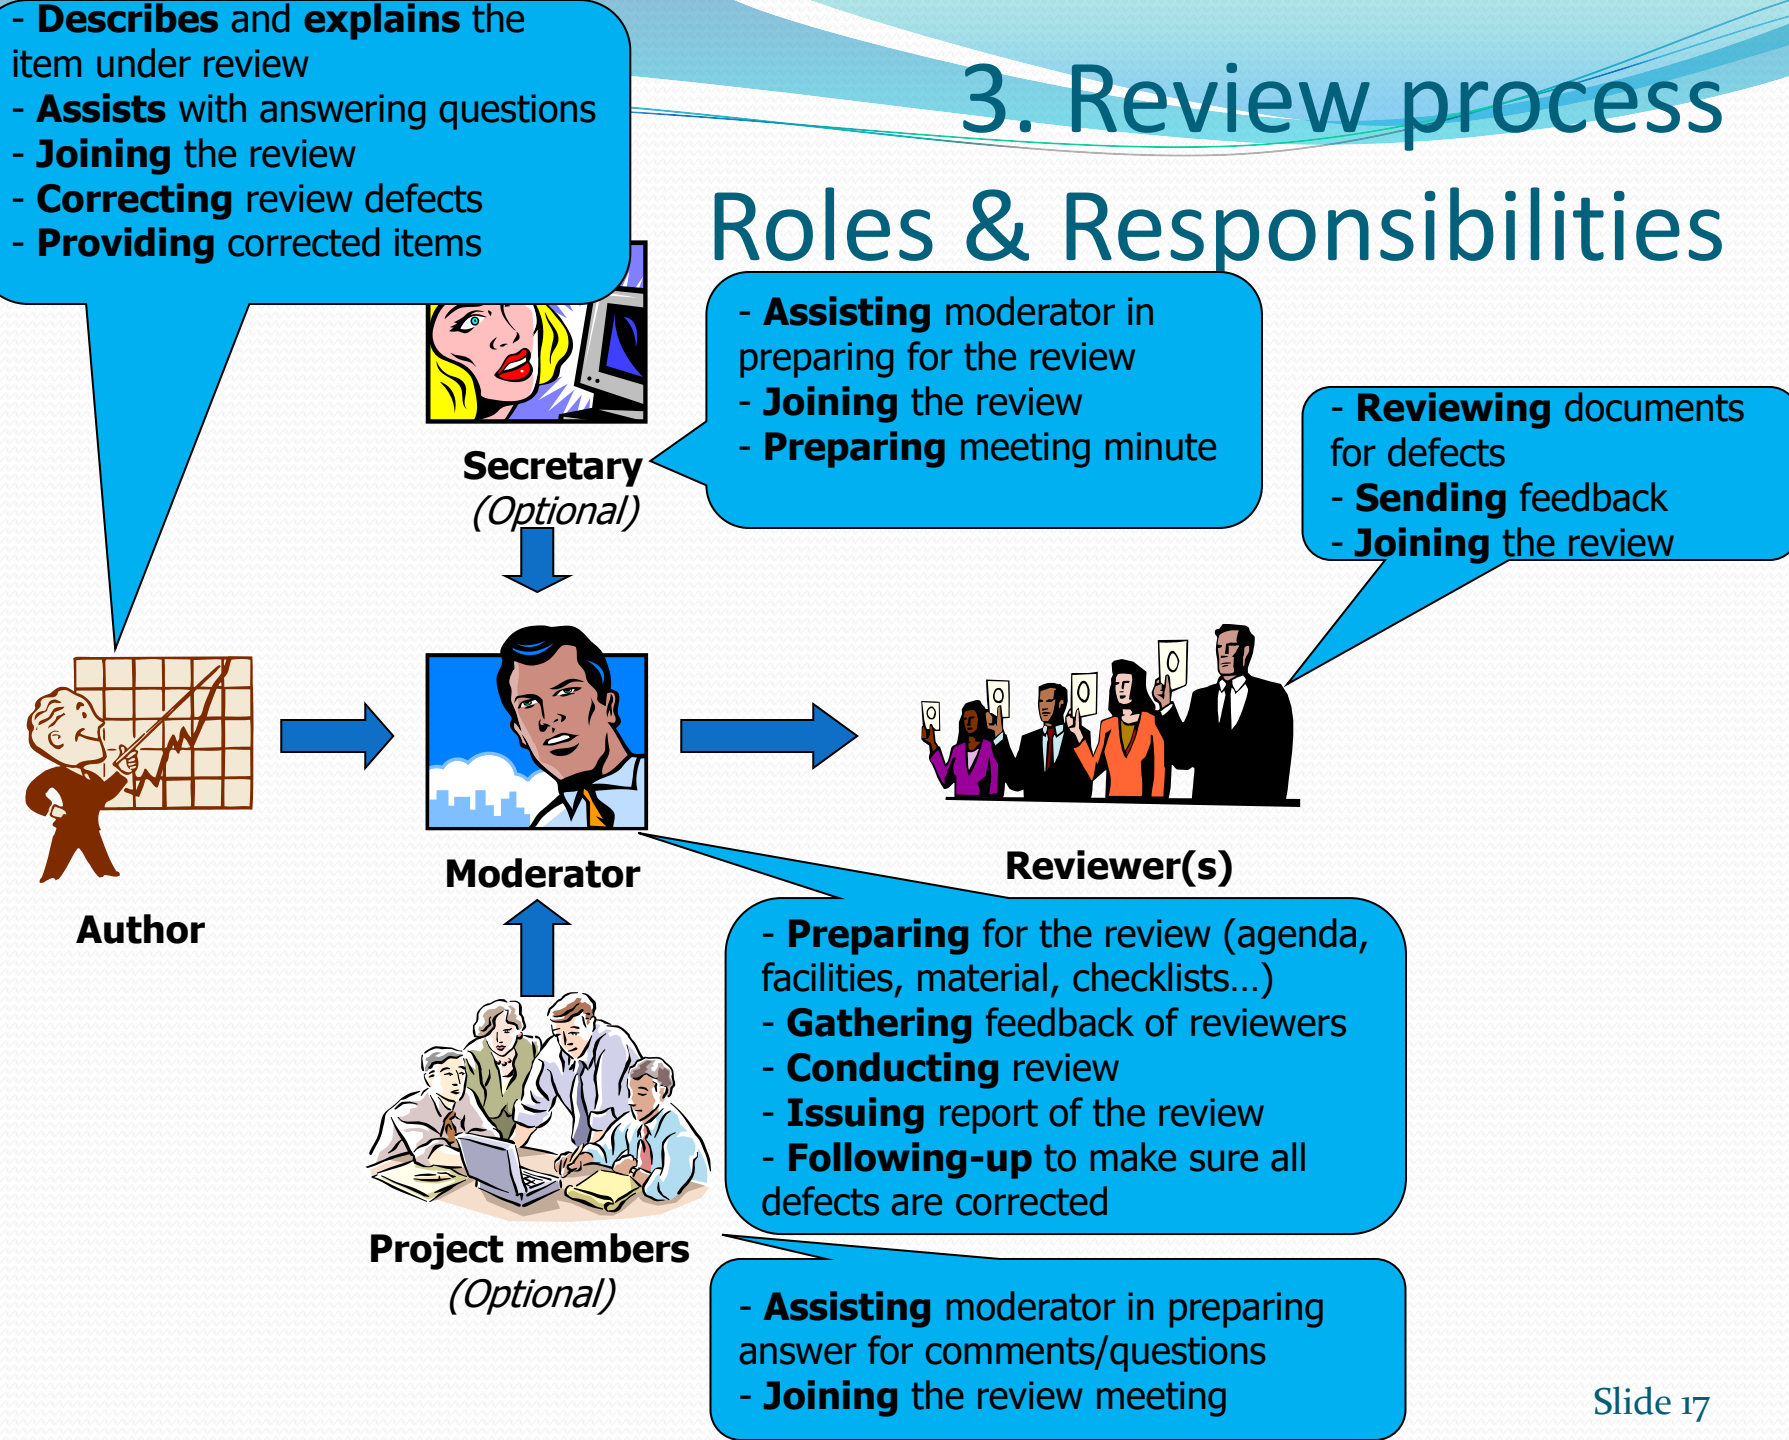 - Describes and explains the
item under review
- Assists with answering questions
- Joining the review
- Correcting review defects
- Providing corrected items
3. Review process
Roles & Responsibilities
- Assisting moderator in
preparing for the review
- Joining the review
- Preparing meeting minute
- Reviewing documents
for defects
- Sending feedback
- Joining the review
Secretary
(Optional)
Moderator
Reviewer(s)
Author
- Preparing for the review (agenda,
facilities, material, checklists…)
- Gathering feedback of reviewers
- Conducting review
- Issuing report of the review
- Following-up to make sure all
defects are corrected
Project members
(Optional)
- Assisting moderator in preparing
answer for comments/questions
- Joining the review meeting
Slide 17